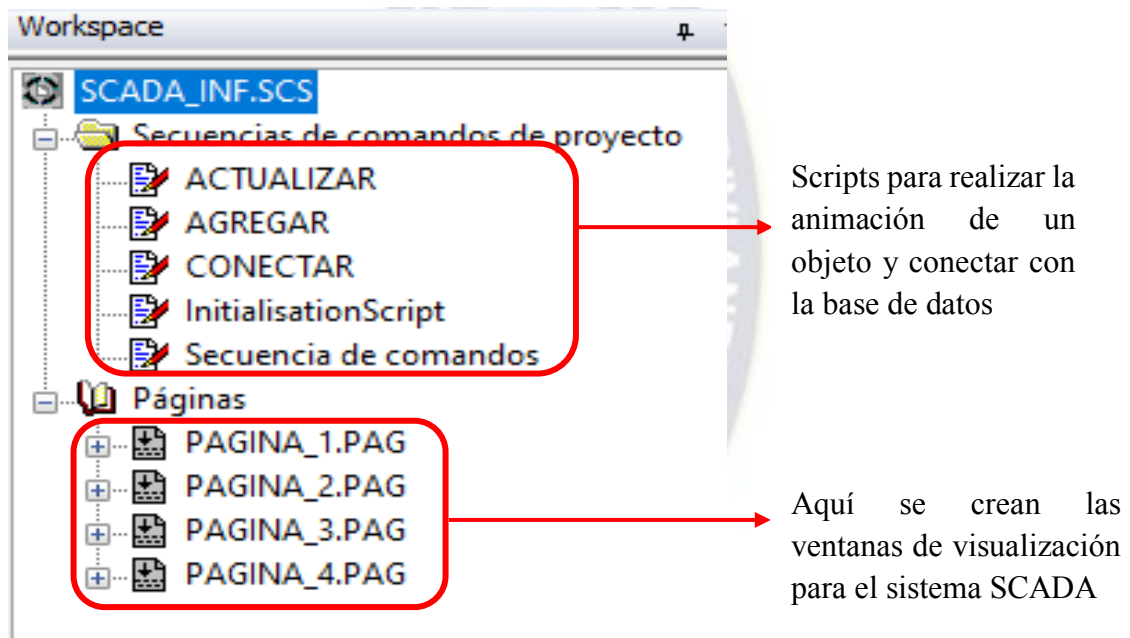 Workspace
SCADA_INF.SCS
Secuencias de comandos de proyecto
ACTUALIZAR
AGREGAR
CONECTAR
InitialisationScript
Secuencia de comandos
Páginas
PAGINA_1.PAG
PAGINA_2.PAG
PAGINA_3.PAG
PAGINA_4.PAG
Scripts para realizar la
animación de un
objeto y conectar con
la base de datos
Aquí se crean las
ventanas de visualización
para el sistema SCADA